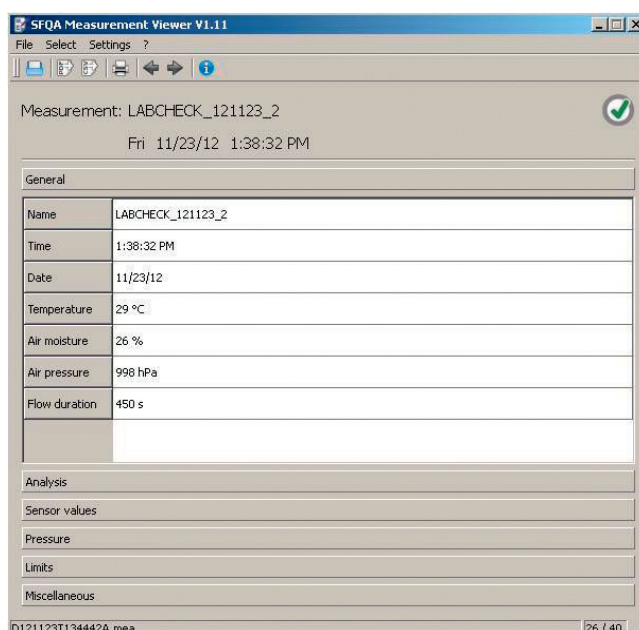 SFQA Measurement Viewer V1.11
File Select Settings ?
Measurement: LABCHECK_121123_2
Fri 11/23/12 1:38:32 PM
General
Name LABCHECK_121123_2
Time 1:38:32 PM
Date 11/23/12
Temperature 29 °C
Air moisture 26 %
Air pressure 998 hPa
Flow duration 450 s
Analysis
Sensor values
Pressure
Limits
Miscellaneous
D121123T134442A.mea 26 / 40